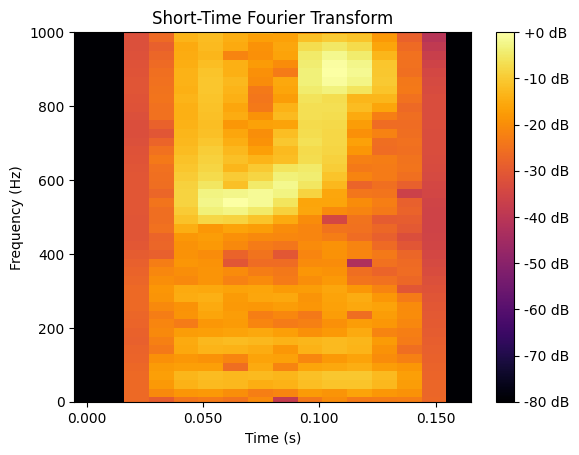 Short-Time Fourier Transform
1000
800
600
400
200
0
Frequency (Hz)
0.000
0.050
0.100
0.150
Time (s)
+0 dB
-10 dB
-20 dB
-30 dB
-40 dB
-50 dB
-60 dB
-70 dB
-80 dB